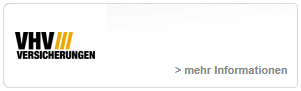 VHV
VERSICHERUNGEN
> mehr Informationen